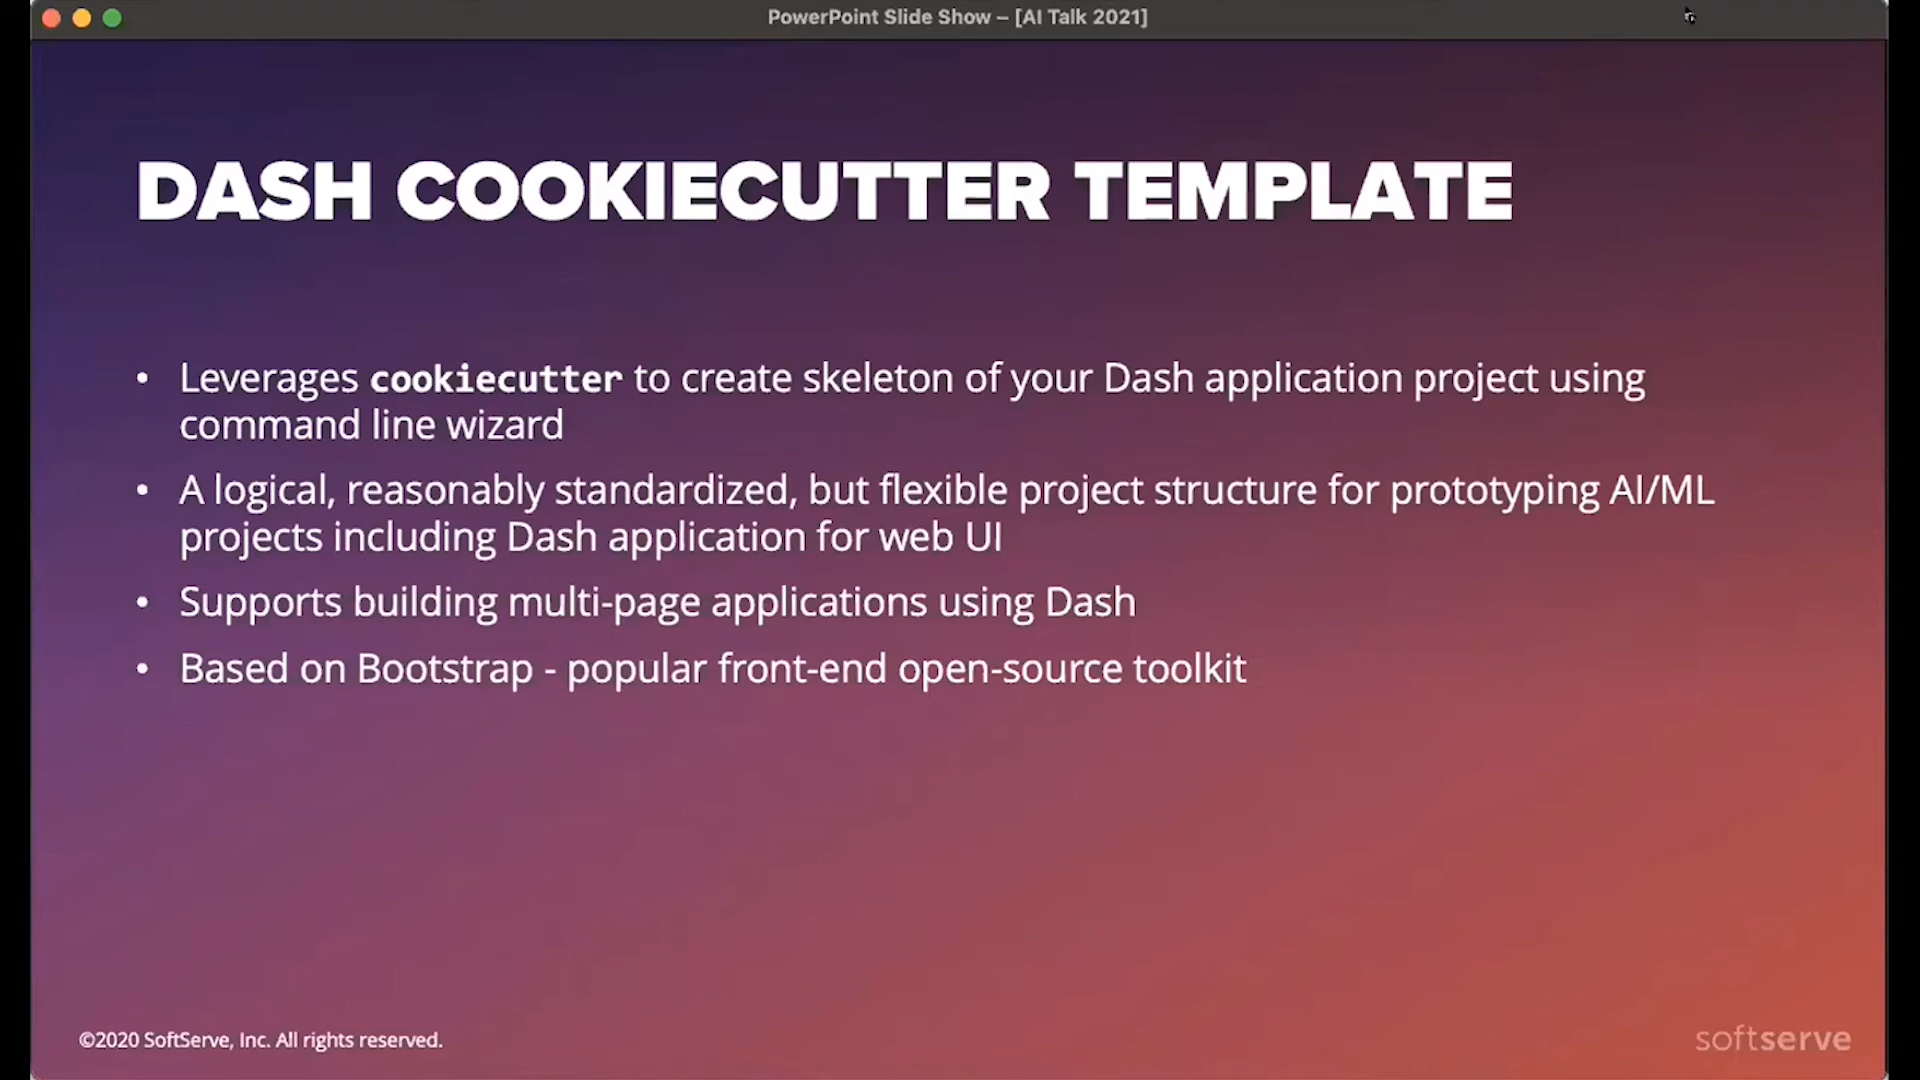 PowerPoint Slide Show – [AI Talk 2021]
DASH COOKIECUTTER TEMPLATE
• Leverages cookiecutter to create skeleton of your Dash application project using
command line wizard
• A logical, reasonably standardized, but flexible project structure for prototyping AI/ML
projects including Dash application for web UI
• Supports building multi-page applications using Dash
• Based on Bootstrap - popular front-end open-source toolkit
©2020 SoftServe, Inc. All rights reserved.
softserve